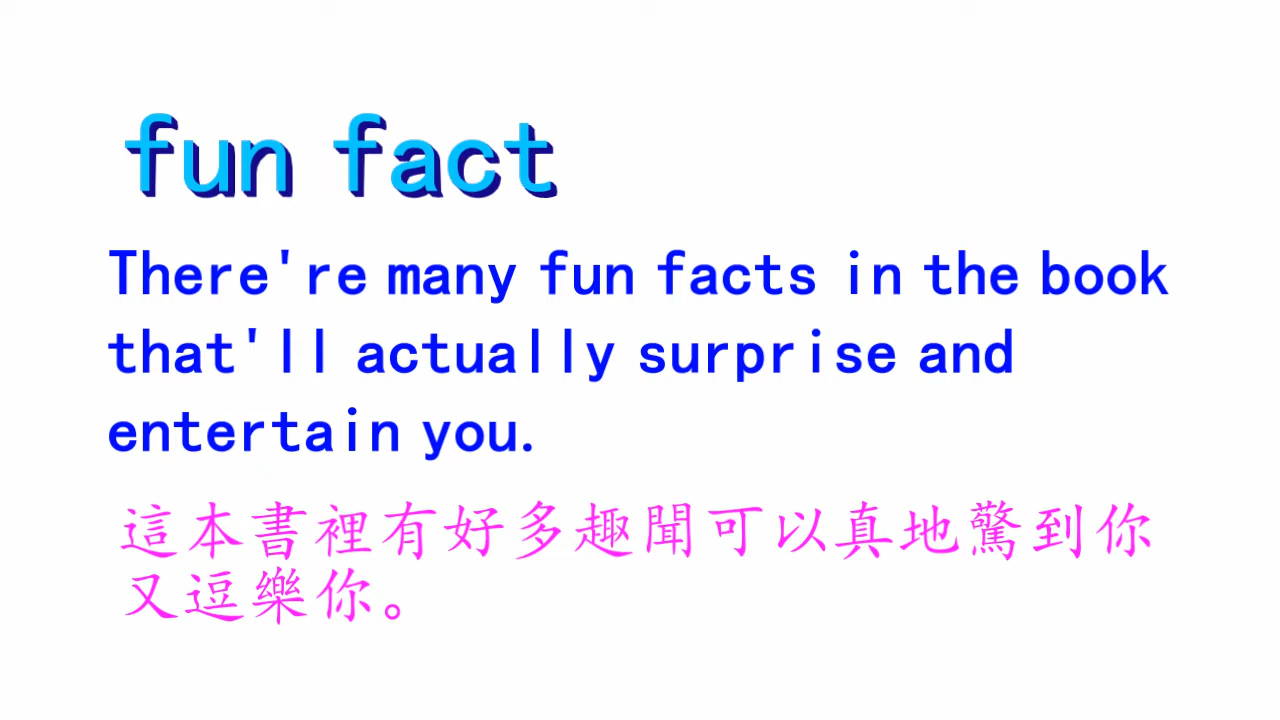 fun fact
There're many fun facts in the book
that'll actually surprise and
entertain you.
這本書裡有好多趣聞可以真地驚到你
又逗樂你。